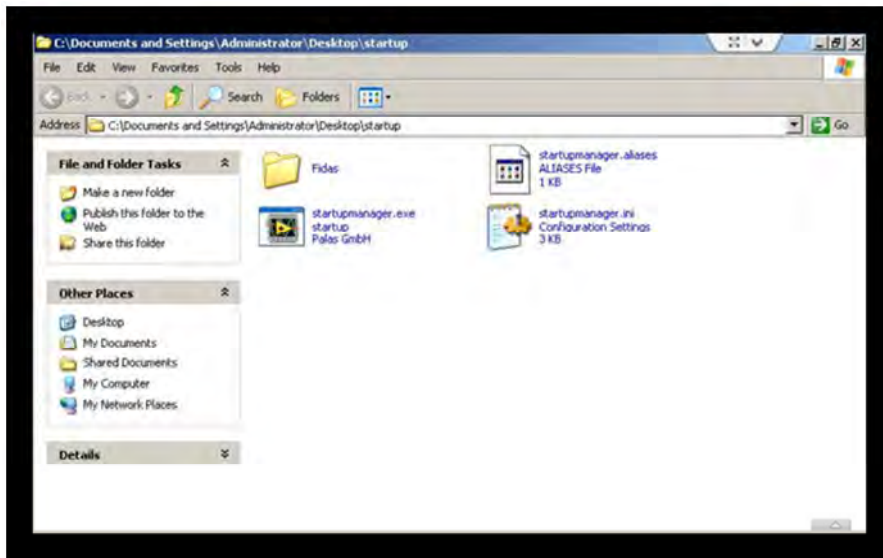 C:\Documents and Settings\Administrator\Desktop\startup
File Edit View Favorites Tools Help
Back Search Folders
Address C:\Documents and Settings\Administrator\Desktop\startup Go
File and Folder Tasks
Make a new folder
Publish this folder to the
Web
Share this folder
Other Places
Desktop
My Documents
Shared Documents
My Computer
My Network Places
Details
Fidas
startupmanager.aliases
ALIASES File
1 KB
startupmanager.exe
startup
Palas GmbH
startupmanager.ini
Configuration Settings
3 KB